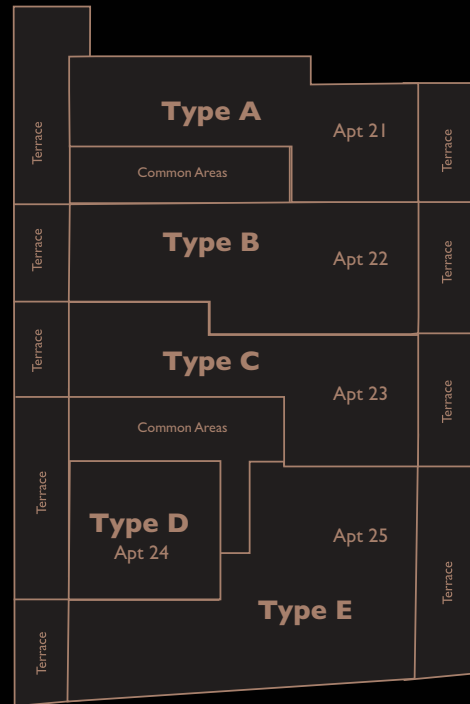 Type A
Apt 21
Terrace
Terrace
Common Areas
Type B
Apt 22
Terrace
Terrace
Type C
Apt 23
Terrace
Terrace
Common Areas
Terrace
Type D
Apt 24
Apt 25
Terrace
Type E
Terrace